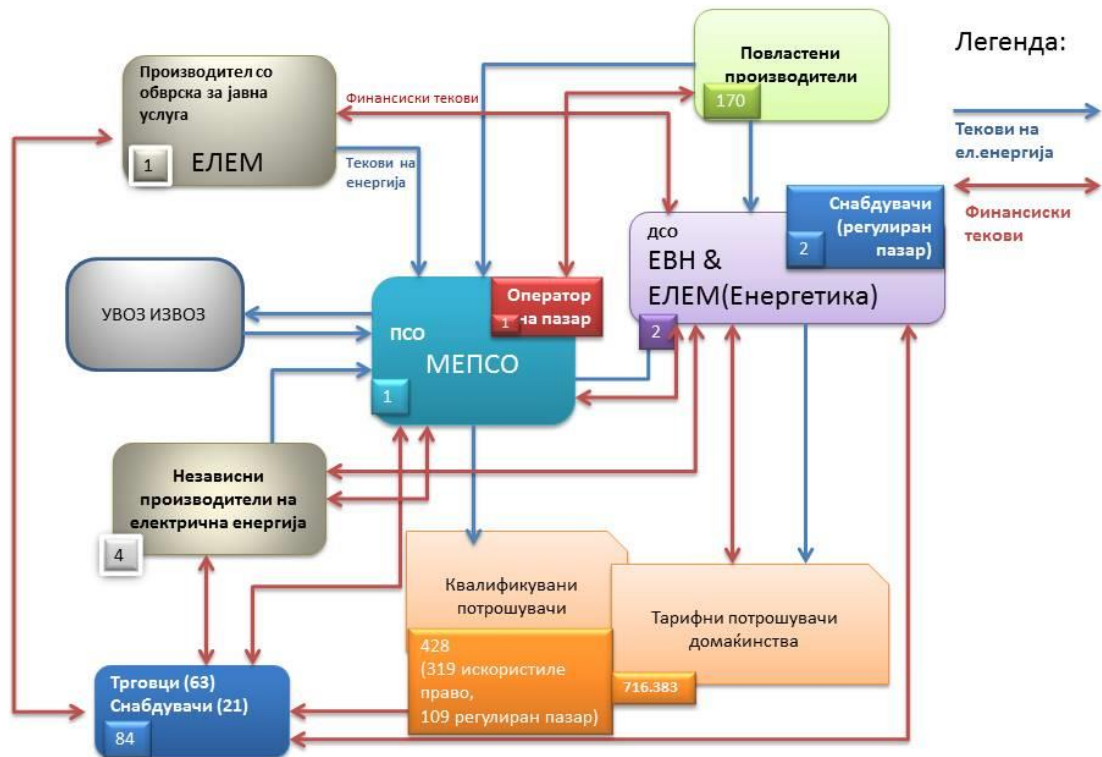 Производител со
обврска за јавна
услуга
1
ЕЛЕМ
Финансиски текови
Текови на
енергија
Повластени
производители
170
Легенда:
Текови на
ел.енергија
Финансиски
текови
Снабдувачи
(регулиран
пазар)
2
дсо
ЕВН &
ЕЛЕМ(Енергетика)
2
УВОЗ ИЗВОЗ
Оператор
на пазар
1
ПСО
МЕПСО
1
Независни
производители на
електрична енергија
4
Квалификувани
потрошувачи
428
(319 искористиле
право,
109 регулиран пазар)
Тарифни потрошувачи
домаќинства
716.383
Трговци (63)
Снабдувачи (21)
84